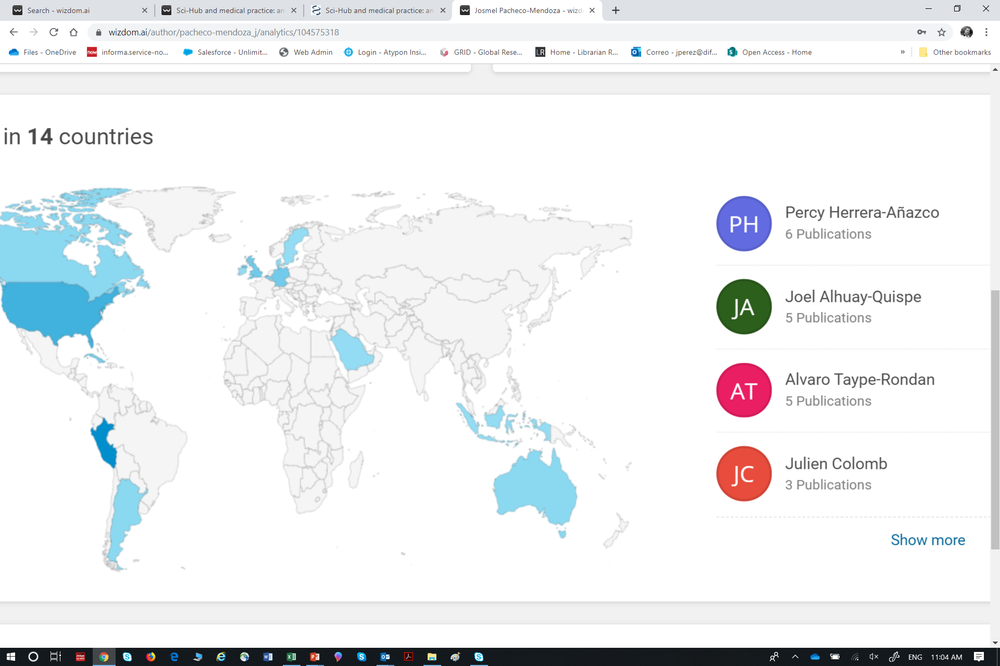 Search - wizdom.ai
Sci-Hub and medical practice: an
Sci-Hub and medical practice: an
Josmel Pacheco-Mendoza - wizd
wizdom.ai/author/pacheco-mendoza_j/analytics/104575318
Files - OneDrive
now
informa.service-no...
Salesforce - Unlimit...
Web Admin
Login - Atypon Insi...
GRID - Global Rese...
LR
Home - Librarian R...
Correo - jperez@dif...
Open Access - Home
»
Other bookmarks
in 14 countries
PH
Percy Herrera-Añazco
6 Publications
JA
Joel Alhuay-Quispe
5 Publications
AT
Alvaro Taype-Rondan
5 Publications
JC
Julien Colomb
3 Publications
Show more
ENG
11:04 AM